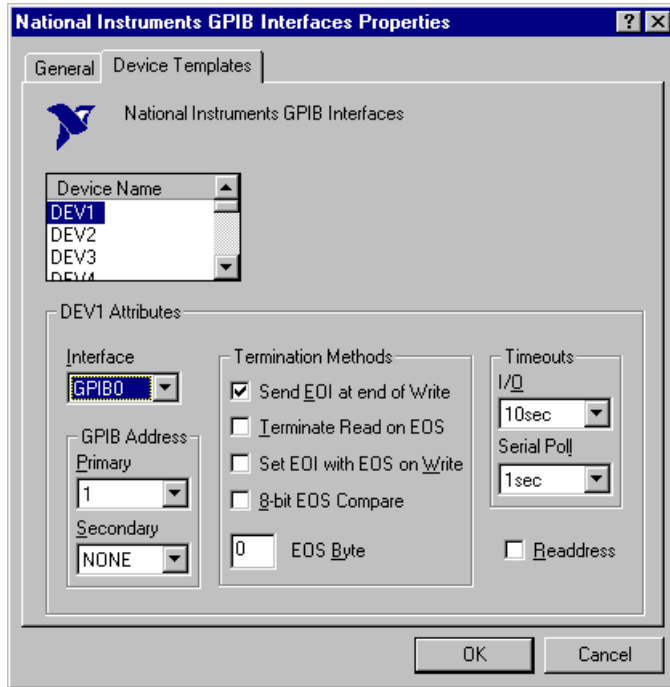 National Instruments GPIB Interfaces Properties
General Device Templates
National Instruments GPIB Interfaces
Device Name
DEV1
DEV2
DEV3
DEV4
DEV1 Attributes
Interface
GPIB0
GPIB Address
Primary
1
Secondary
NONE
Termination Methods
Send EOI at end of Write
Terminate Read on EOS
Set EOI with EOS on Write
8-bit EOS Compare
0 EOS Byte
Timeouts
I/O
10sec
Serial Poll
1sec
Readdress
OK Cancel